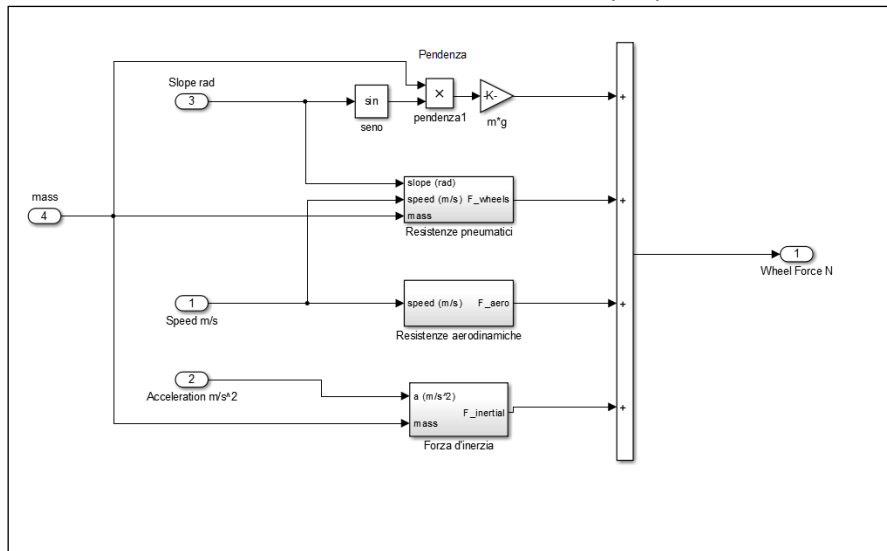 Pendenza
Slope rad
3
sin
seno
×
pendenza1
-K-
m*g
+
mass
4
slope (rad)
speed (m/s) F_wheels
mass
Resistenze pneumatici
+
1
Wheel Force N
1
Speed m/s
speed (m/s) F_aero
Resistenze aerodinamiche
+
2
Acceleration m/s^2
a (m/s^2)
F_inertial
mass
Forza d'inerzia
+